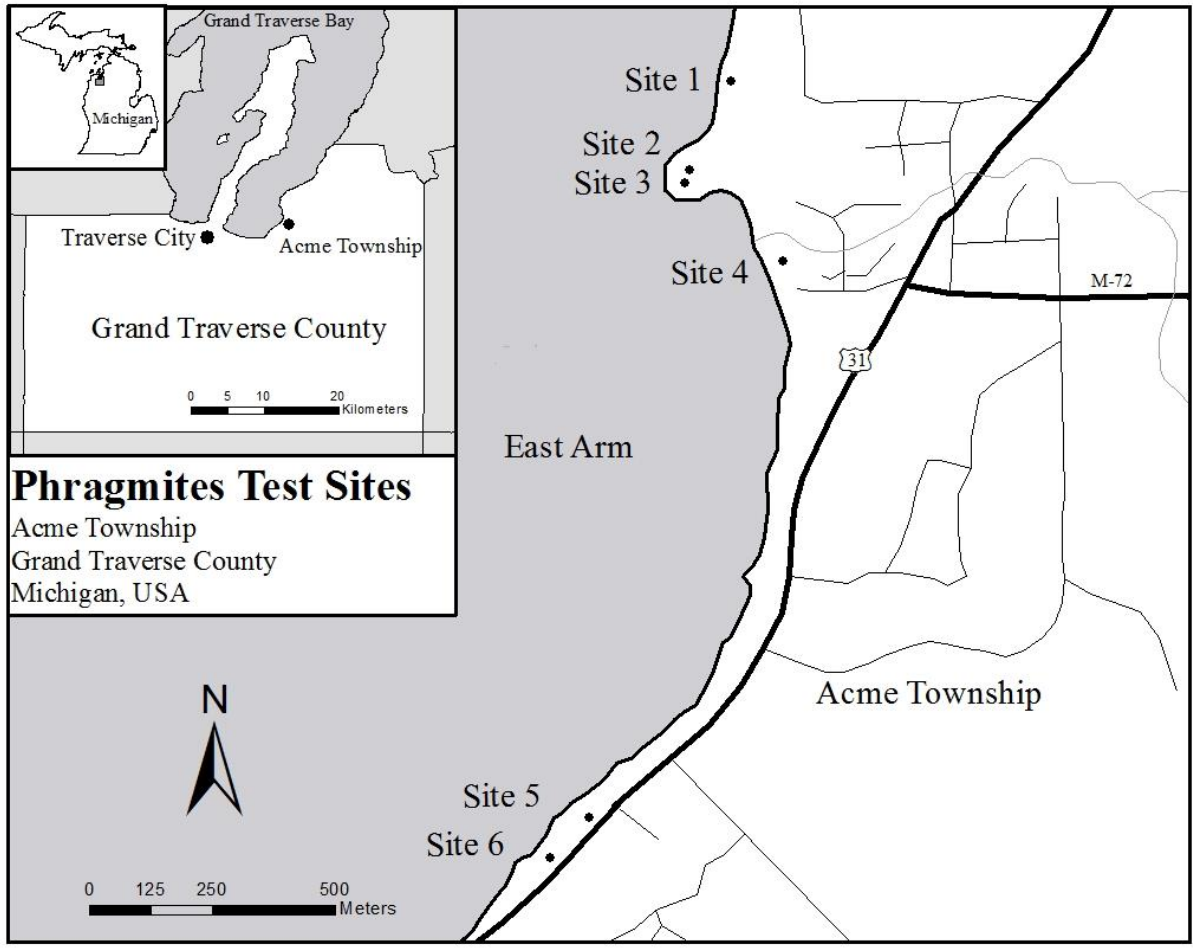 Grand Traverse Bay
Michigan
Traverse City
Acme Township
Grand Traverse County
0 5 10 20
Kilometers
Phragmites Test Sites
Acme Township
Grand Traverse County
Michigan, USA
Site 1
Site 2
Site 3
Site 4
M-72
31
East Arm
Acme Township
N
Site 5
Site 6
0 125 250 500
Meters